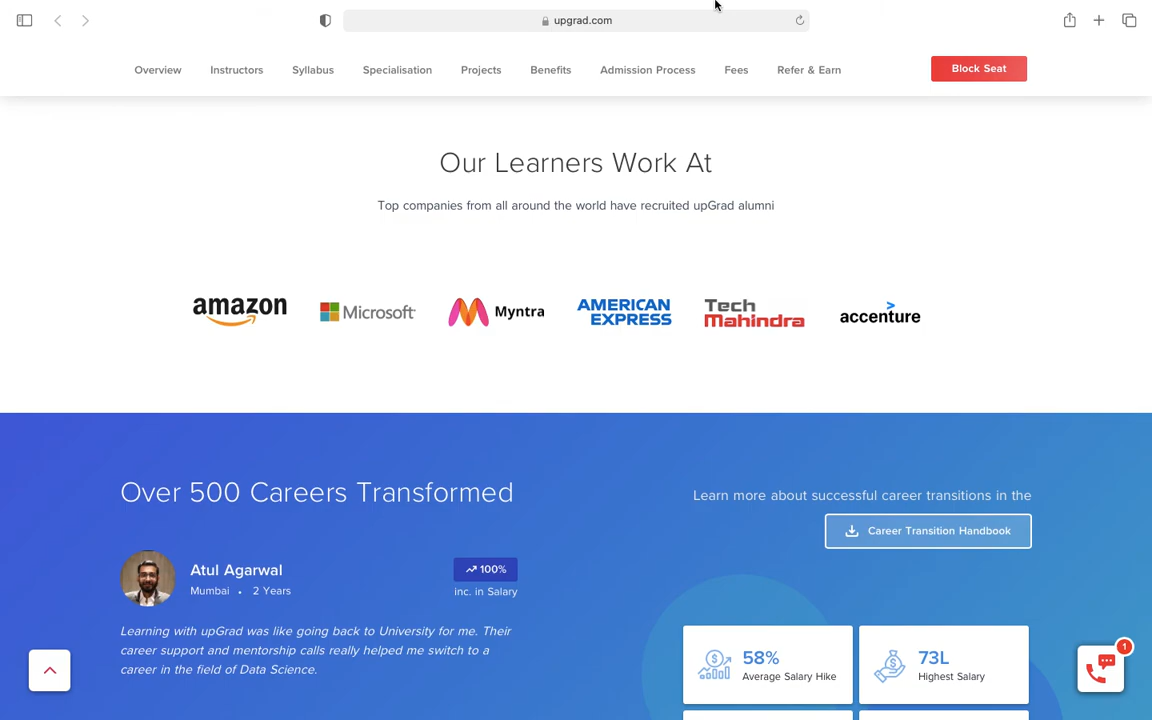 upgrad.com
Overview
Instructors
Syllabus
Specialisation
Projects
Benefits
Admission Process
Fees
Refer & Earn
Block Seat
Our Learners Work At
Top companies from all around the world have recruited upGrad alumni
amazon
Microsoft
Myntra
AMERICAN
EXPRESS
Tech
Mahindra
accenture
Over 500 Careers Transformed
Learn more about successful career transitions in the
Career Transition Handbook
Atul Agarwal
Mumbai • 2 Years
100%
inc. in Salary
Learning with upGrad was like going back to University for me. Their
career support and mentorship calls really helped me switch to a
career in the field of Data Science.
58%
Average Salary Hike
73L
Highest Salary
1